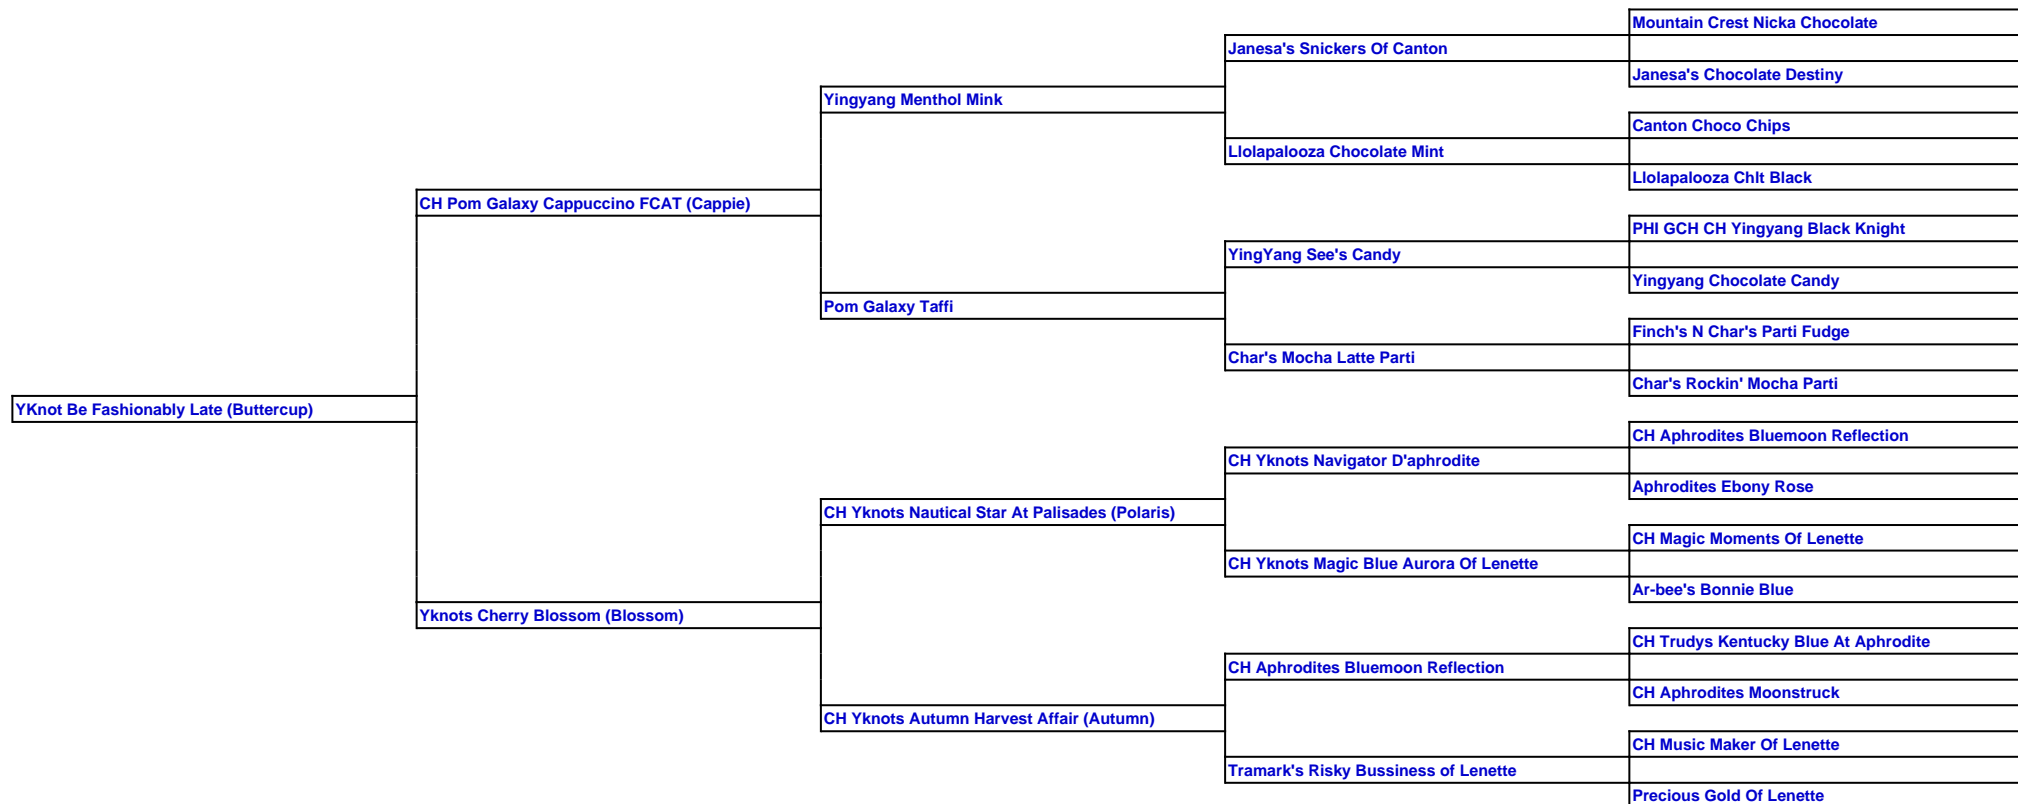 Mountain Crest Nicka Chocolate
Janesa's Snickers Of Canton
Janesa's Chocolate Destiny
Yingyang Menthol Mink
Canton Choco Chips
Llolapalooza Chocolate Mint
Llolapalooza Chlt Black
CH Pom Galaxy Cappuccino FCAT (Cappie)
PHI GCH CH Yingyang Black Knight
YingYang See's Candy
Yingyang Chocolate Candy
Pom Galaxy Taffi
Finch's N Char's Parti Fudge
Char's Mocha Latte Parti
Char's Rockin' Mocha Parti
YKnot Be Fashionably Late (Buttercup)
CH Aphrodites Bluemoon Reflection
CH Yknots Navigator D'aphrodite
Aphrodites Ebony Rose
CH Yknots Nautical Star At Palisades (Polaris)
CH Magic Moments Of Lenette
CH Yknots Magic Blue Aurora Of Lenette
Ar-bee's Bonnie Blue
Yknots Cherry Blossom (Blossom)
CH Trudys Kentucky Blue At Aphrodite
CH Aphrodites Bluemoon Reflection
CH Aphrodites Moonstruck
CH Yknots Autumn Harvest Affair (Autumn)
CH Music Maker Of Lenette
Tramark's Risky Bussiness of Lenette
Precious Gold Of Lenette